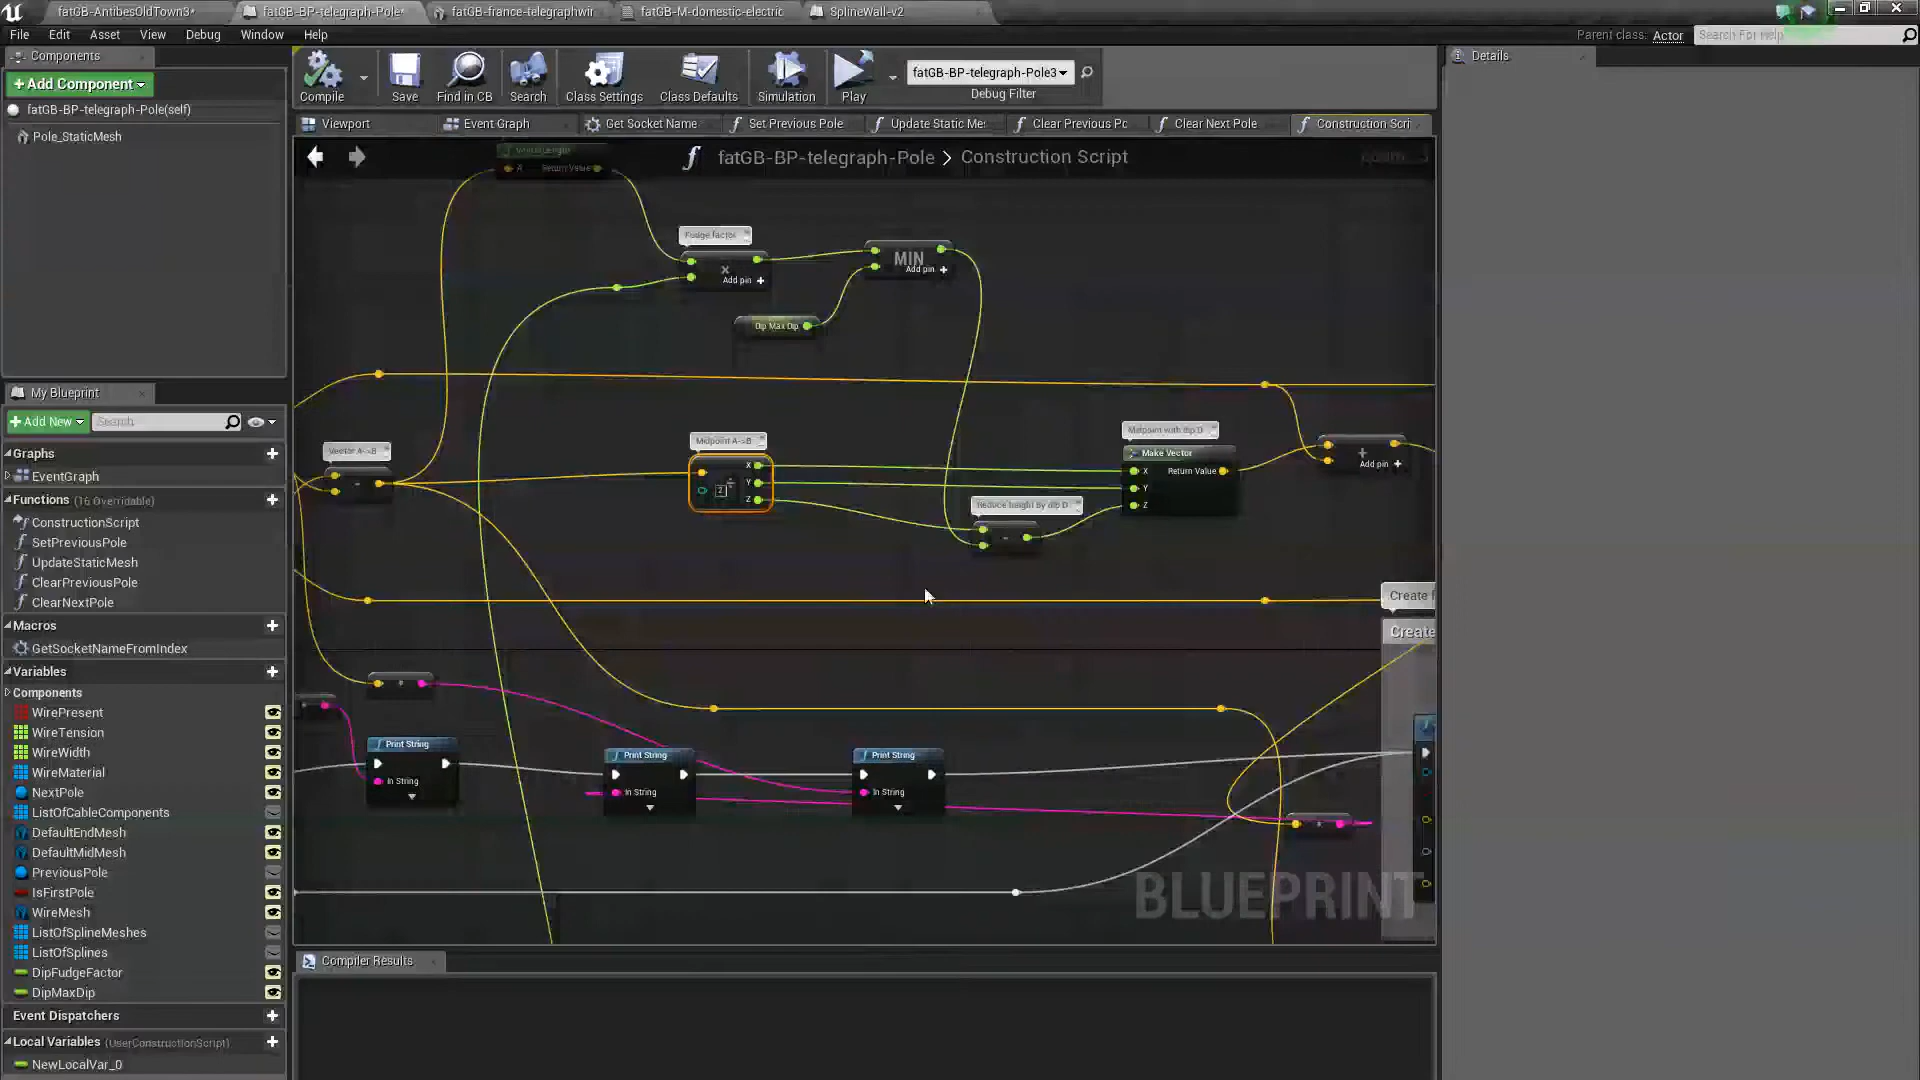 fatGB-AntibesOldTown3*
fatGB-BP-telegraph-Pole*
fatGB-france-telegraphwir
fatGB-M-domestic-electric
SplineWall-v2
File Edit Asset View Debug Window Help
Parent class: Actor
Search For Help
Components
+ Add Component
fatGB-BP-telegraph-Pole(self)
Pole_StaticMesh
Compile
Save
Find in CB
Search
Class Settings
Class Defaults
Simulation
Play
fatGB-BP-telegraph-Pole3
Debug Filter
Details
Viewport
Event Graph
Get Socket Name
Set Previous Pole
Update Static Me
Clear Previous Pc
Clear Next Pole
Construction Scri
fatGB-BP-telegraph-Pole > Construction Script
Return Value
Fudge factor
Add pin +
MIN
Add pin +
Dip Max Dip
Vector A->B
Midpoint A->B
X
Y
Z
2
Midpoint with dip D
Make Vector
X Return Value
Y
Z
Reduce height by dip D
Add pin +
Create f
Create
Print String
In String
Print String
In String
Print String
In String
BLUEPRINT
My Blueprint
+ Add New
Search
Graphs
EventGraph
Functions (16 Overridable)
ConstructionScript
SetPreviousPole
UpdateStaticMesh
ClearPreviousPole
ClearNextPole
Macros
GetSocketNameFromIndex
Variables
Components
WirePresent
WireTension
WireWidth
WireMaterial
NextPole
ListOfCableComponents
DefaultEndMesh
DefaultMidMesh
PreviousPole
IsFirstPole
WireMesh
ListOfSplineMeshes
ListOfSplines
DipFudgeFactor
DipMaxDip
Event Dispatchers
Local Variables (UserConstructionScript)
NewLocalVar_0
Compiler Results